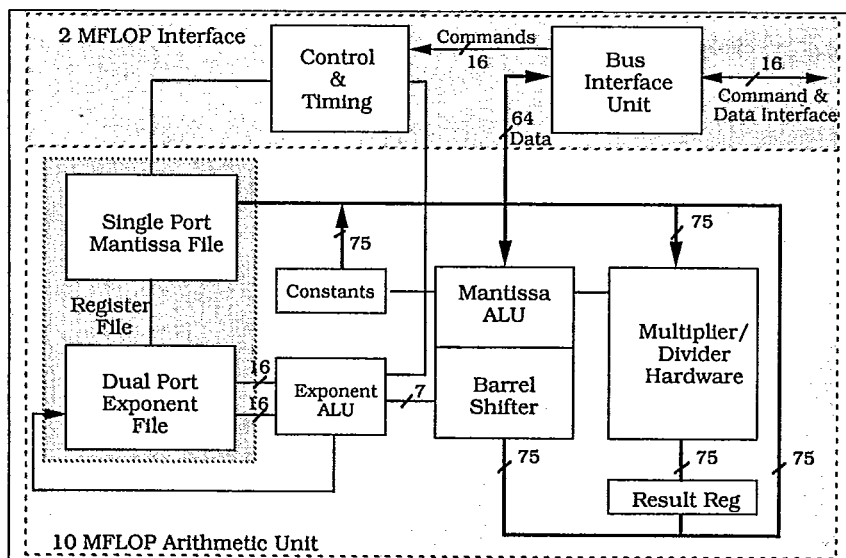 2 MFLOP Interface
Control
&
Timing
Commands
16
Bus
Interface
Unit
16
Command &
Data Interface
64
Data
Single Port
Mantissa File
75
75
Constants
Mantissa
ALU
Multiplier/
Divider
Hardware
Register
File
Dual Port
Exponent
File
16
16
Exponent
ALU
7
Barrel
Shifter
75
75
75
Result Reg
10 MFLOP Arithmetic Unit